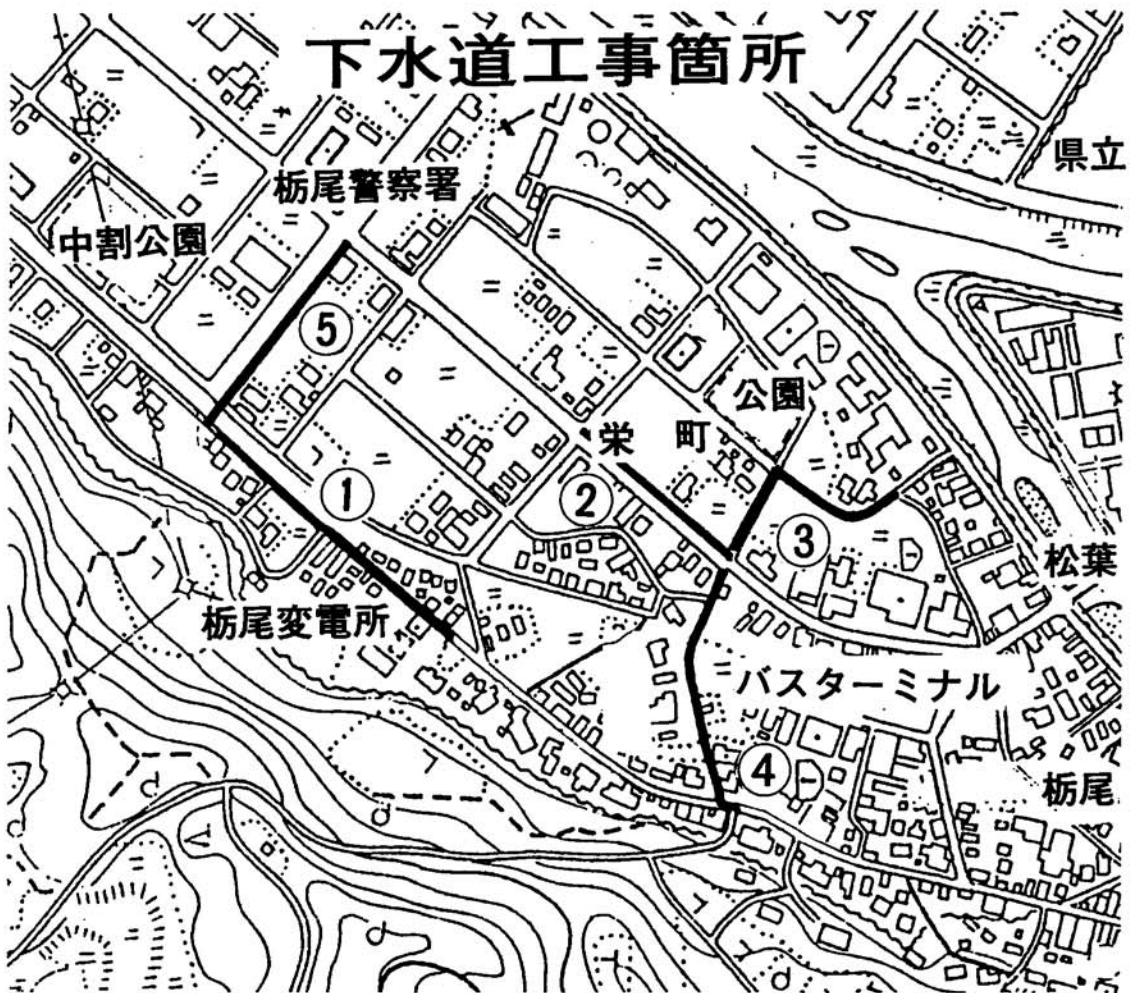 下水道工事箇所
県立
栃尾警察署
中割公園
⑤
公園
栄町
①
②
③
松葉
栃尾変電所
バスターミナル
④
栃尾